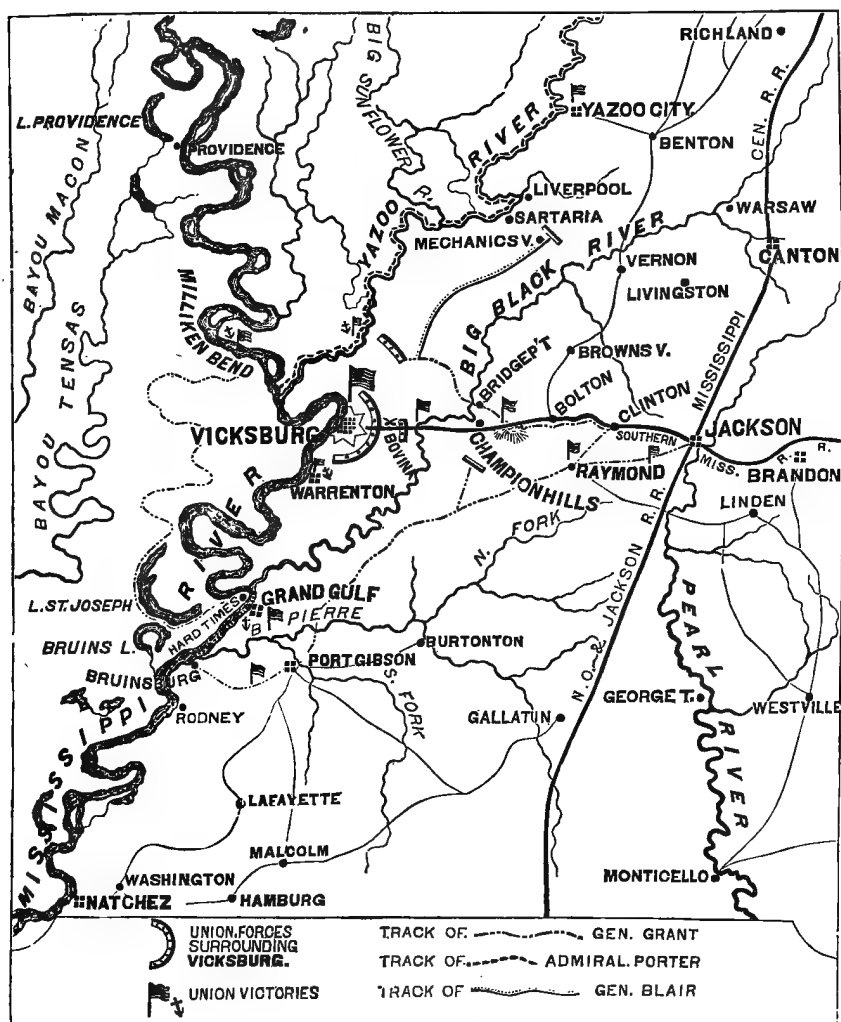 RICHLAND
BIG SUNFLOWER R.
YAZOO CITY.
CEN. R. R.
L. PROVIDENCE
PROVIDENCE
BENTON
YAZOO RIVER
LIVERPOOL
SARTARIA
WARSAW
MECHANICSV.
BAYOU MACON
CANTON
VERNON
BIG BLACK RIVER
LIVINGSTON
MILLIKEN BEND
BAYOU TENSAS
BROWNS V.
BRIDGEP'T
MISSISSIPPI
BOLTON
CLINTON
VICKSBURG
BOVIN
SOUTHERN
JACKSON
MISS. R. R.
CHAMPION HILLS
RAYMOND
BRANDON
WARRENTON
LINDEN
N. FORK
L. ST. JOSEPH
HARD TIMES
GRAND GULF
B. PIERRE
N. O. & JACKSON R. R.
PEARL RIVER
BRUINS L.
BURTONTON
BRUINSBURG
PORT GIBSON
S. FORK
GEORGE T.
WESTVILLE
RODNEY
GALLATUN
MISSISSIPPI RIVER
LAFAYETTE
MALCOLM
WASHINGTON
MONTICELLO
NATCHEZ
HAMBURG
UNION. FORCES
SURROUNDING
VICKSBURG.
UNION VICTORIES
TRACK OF. GEN. GRANT
TRACK OF. ADMIRAL. PORTER
TRACK OF GEN. BLAIR